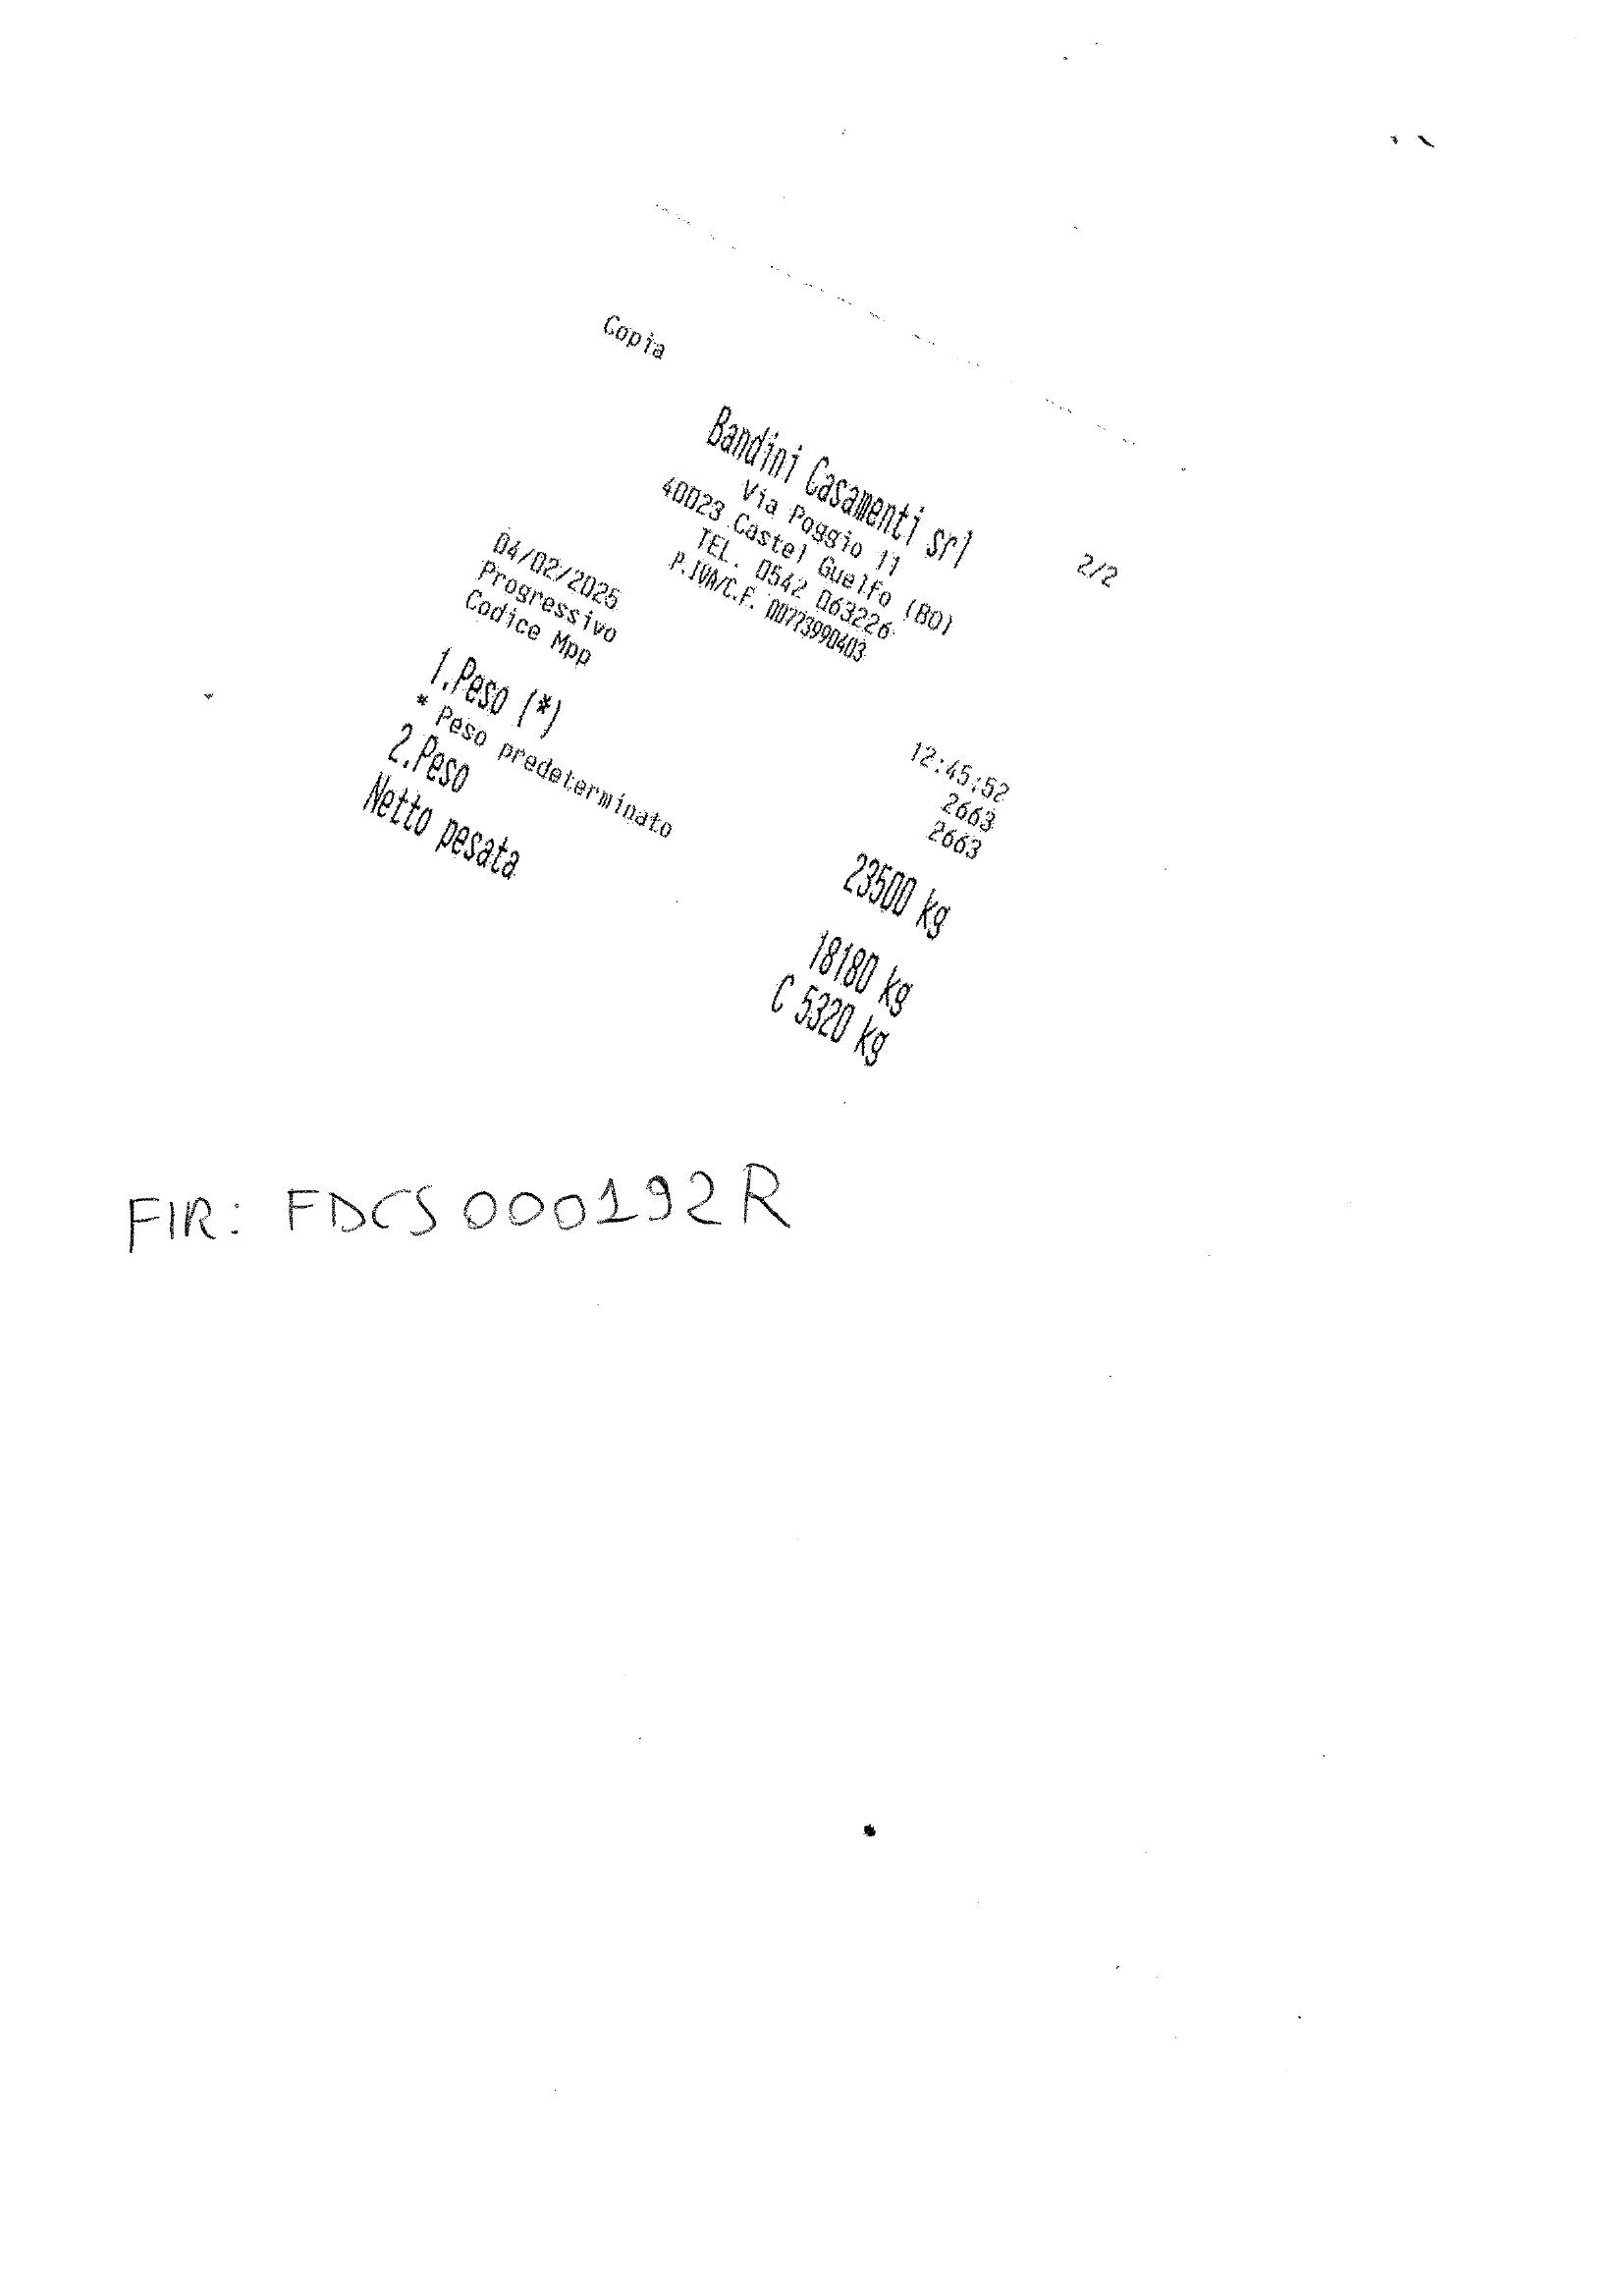 Copia 2/2
Bandini Casamenti srl
Via Poggio 11
40023 Castel Guelfo (BO)
TEL. 0542 063226
P.IVA/C.F. 00773990403
04/02/2025 12:45:52
Progressivo 2663
Codice Mpp 2663
1.Peso (*) 23500 kg
* Peso predeterminato
2.Peso 18180 kg
Netto pesata C 5320 kg
FIR: FDCS000192R